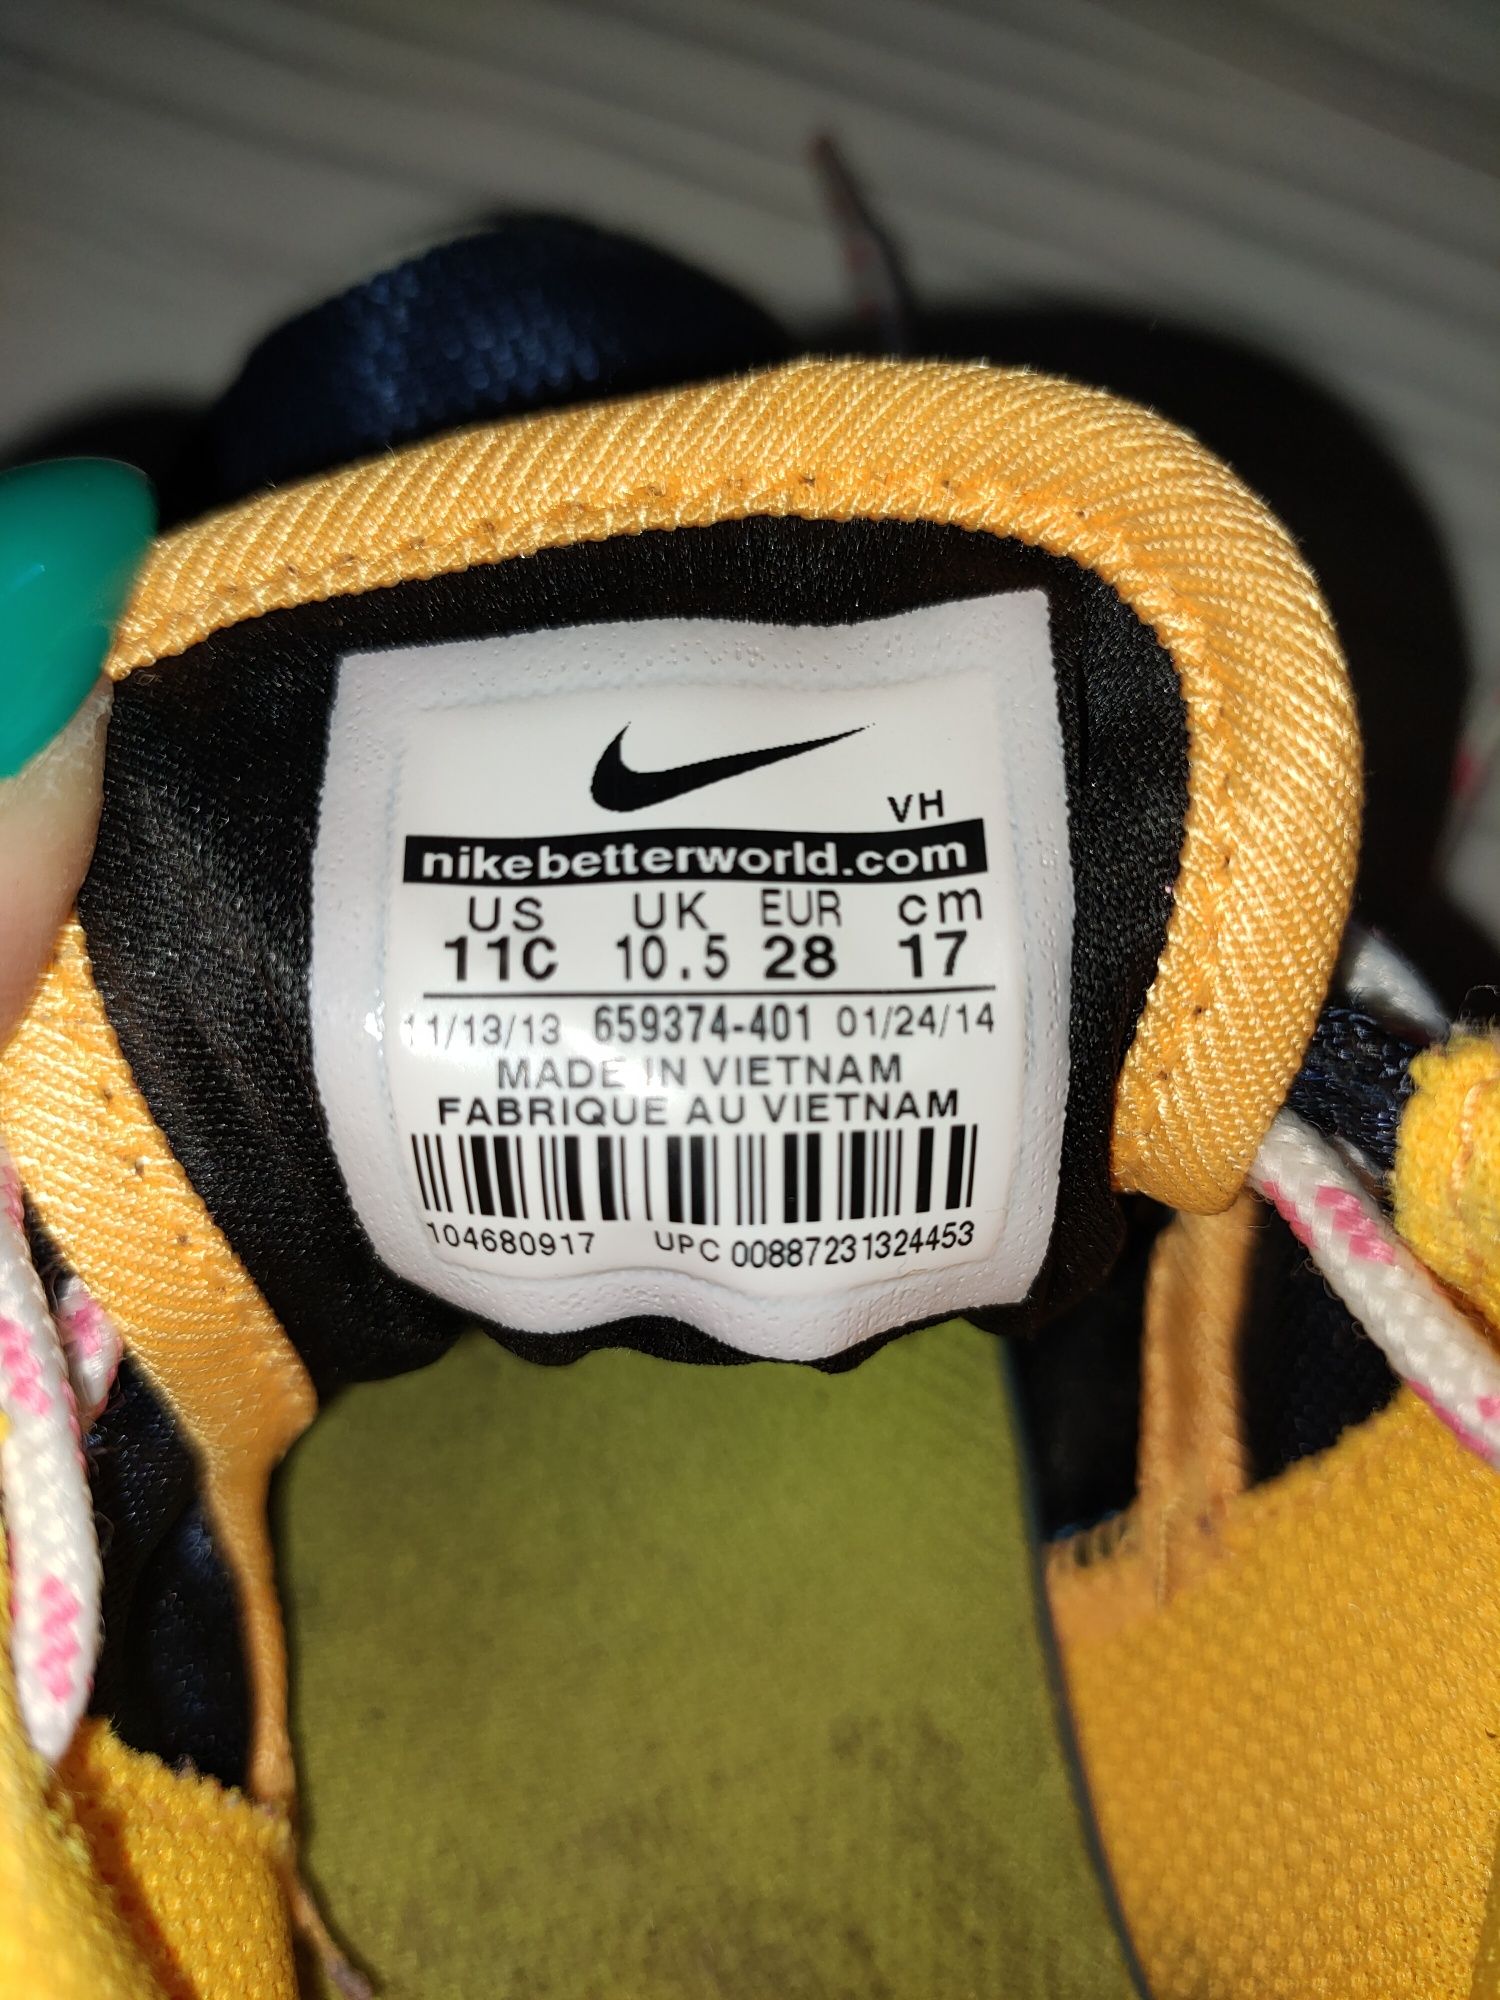 VH
nikebetterworld.com
US UK EUR cm
11C 10.5 28 17
11/13/13 659374-401 01/24/14
MADE IN VIETNAM
FABRIQUE AU VIETNAM
104680917 UPC 00887231324453